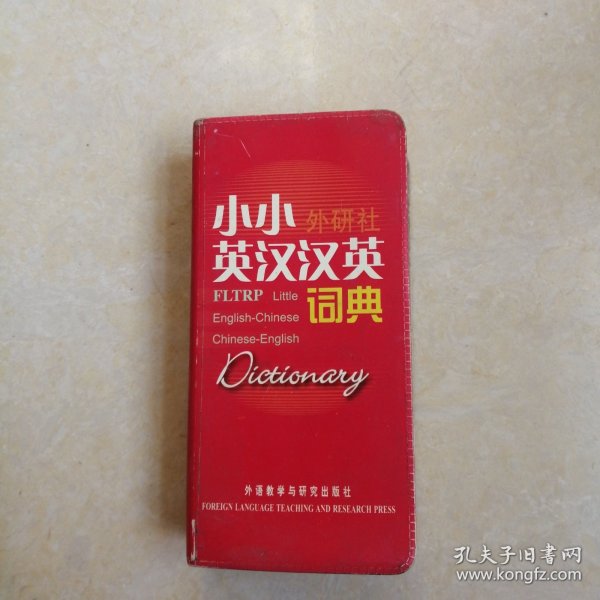 小小 外研社
英汉汉英
FLTRP Little
English-Chinese
Chinese-English
词典
Dictionary
外语教学与研究出版社
FOREIGN LANGUAGE TEACHING AND RESEARCH PRESS
孔夫子旧书网
www.kongfz.com